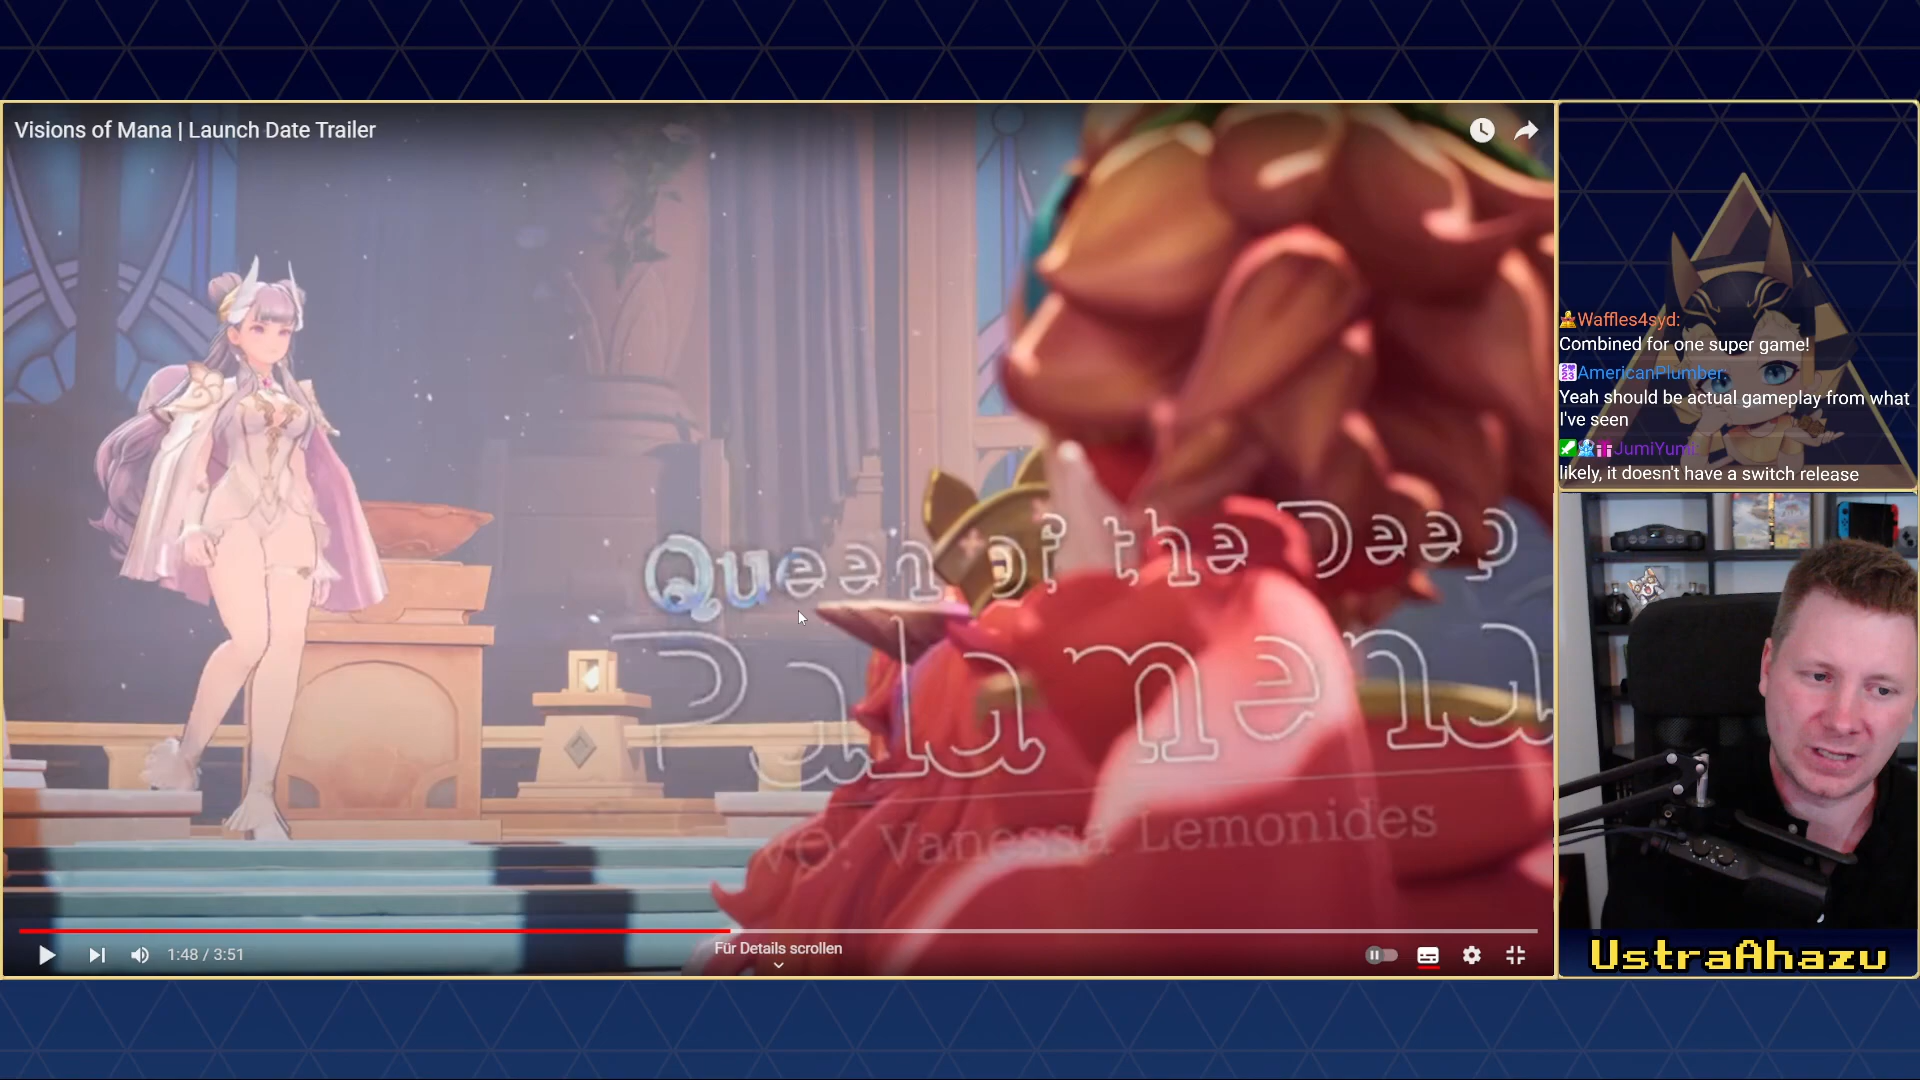 Visions of Mana | Launch Date Trailer
Queen of the Deep
Palamena
VO: Vanessa Lemonides
1:48 / 3:51
Für Details scrollen
Waffles4syd:
Combined for one super game!
AmericanPlumber:
Yeah should be actual gameplay from what
I've seen
JumiYumi:
likely, it doesn't have a switch release
UstraAhazu